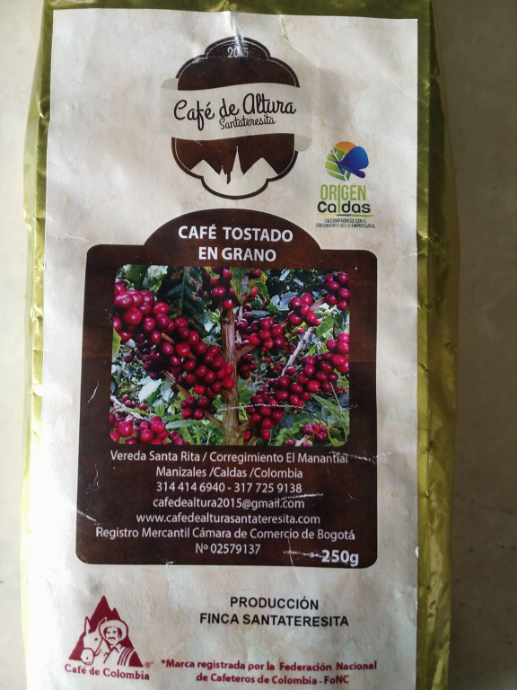 2015
Café de Altura
Santateresita
ORIGEN
Caldas
CAFÉ TOSTADO
EN GRANO
Vereda Santa Rita / Corregimiento El Manantial
Manizales /Caldas /Colombia
314 414 6940 - 317 725 9138
cafedealtura2015@gmail.com
www.cafedealturasantateresita.com
Registro Mercantil Cámara de Comercio de Bogotá
Nº 02579137
250g
PRODUCCIÓN
FINCA SANTATERESITA
Café de Colombia
®
*Marca registrada por la Federación Nacional
de Cafeteros de Colombia - FoNC